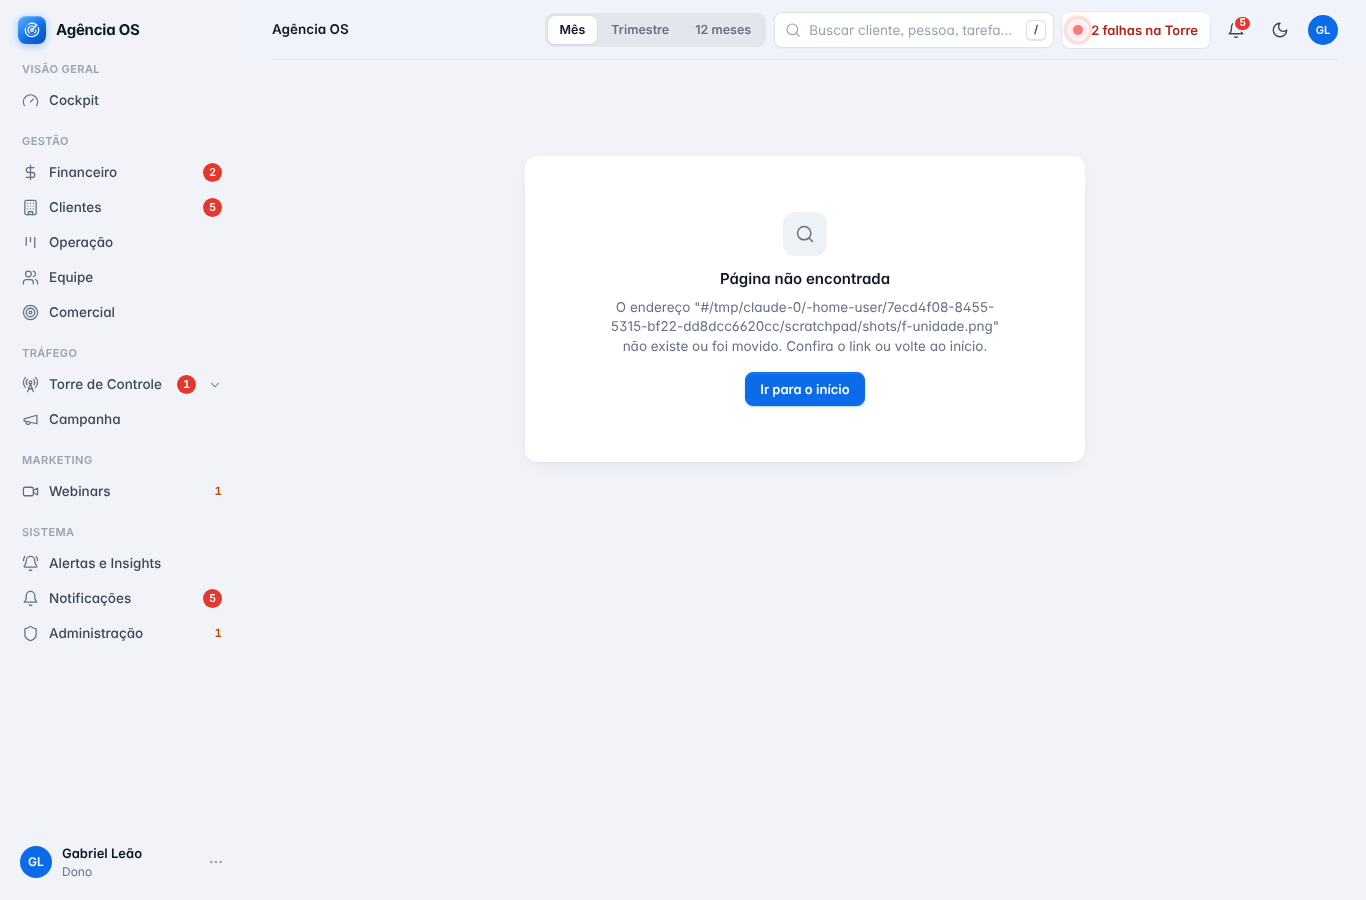 Agência OS
VISÃO GERAL
Cockpit
GESTÃO
Financeiro 2
Clientes 5
Operação
Equipe
Comercial
TRÁFEGO
Torre de Controle 1
Campanha
MARKETING
Webinars 1
SISTEMA
Alertas e Insights
Notificações 5
Administração 1
GL Gabriel Leão
Dono
Agência OS
Mês Trimestre 12 meses
Buscar cliente, pessoa, tarefa... /
2 falhas na Torre
5
GL
Página não encontrada
O endereço "#/tmp/claude-0/-home-user/7ecd4f08-8455-
5315-bf22-dd8dcc6620cc/scratchpad/shots/f-unidade.png"
não existe ou foi movido. Confira o link ou volte ao início.
Ir para o início